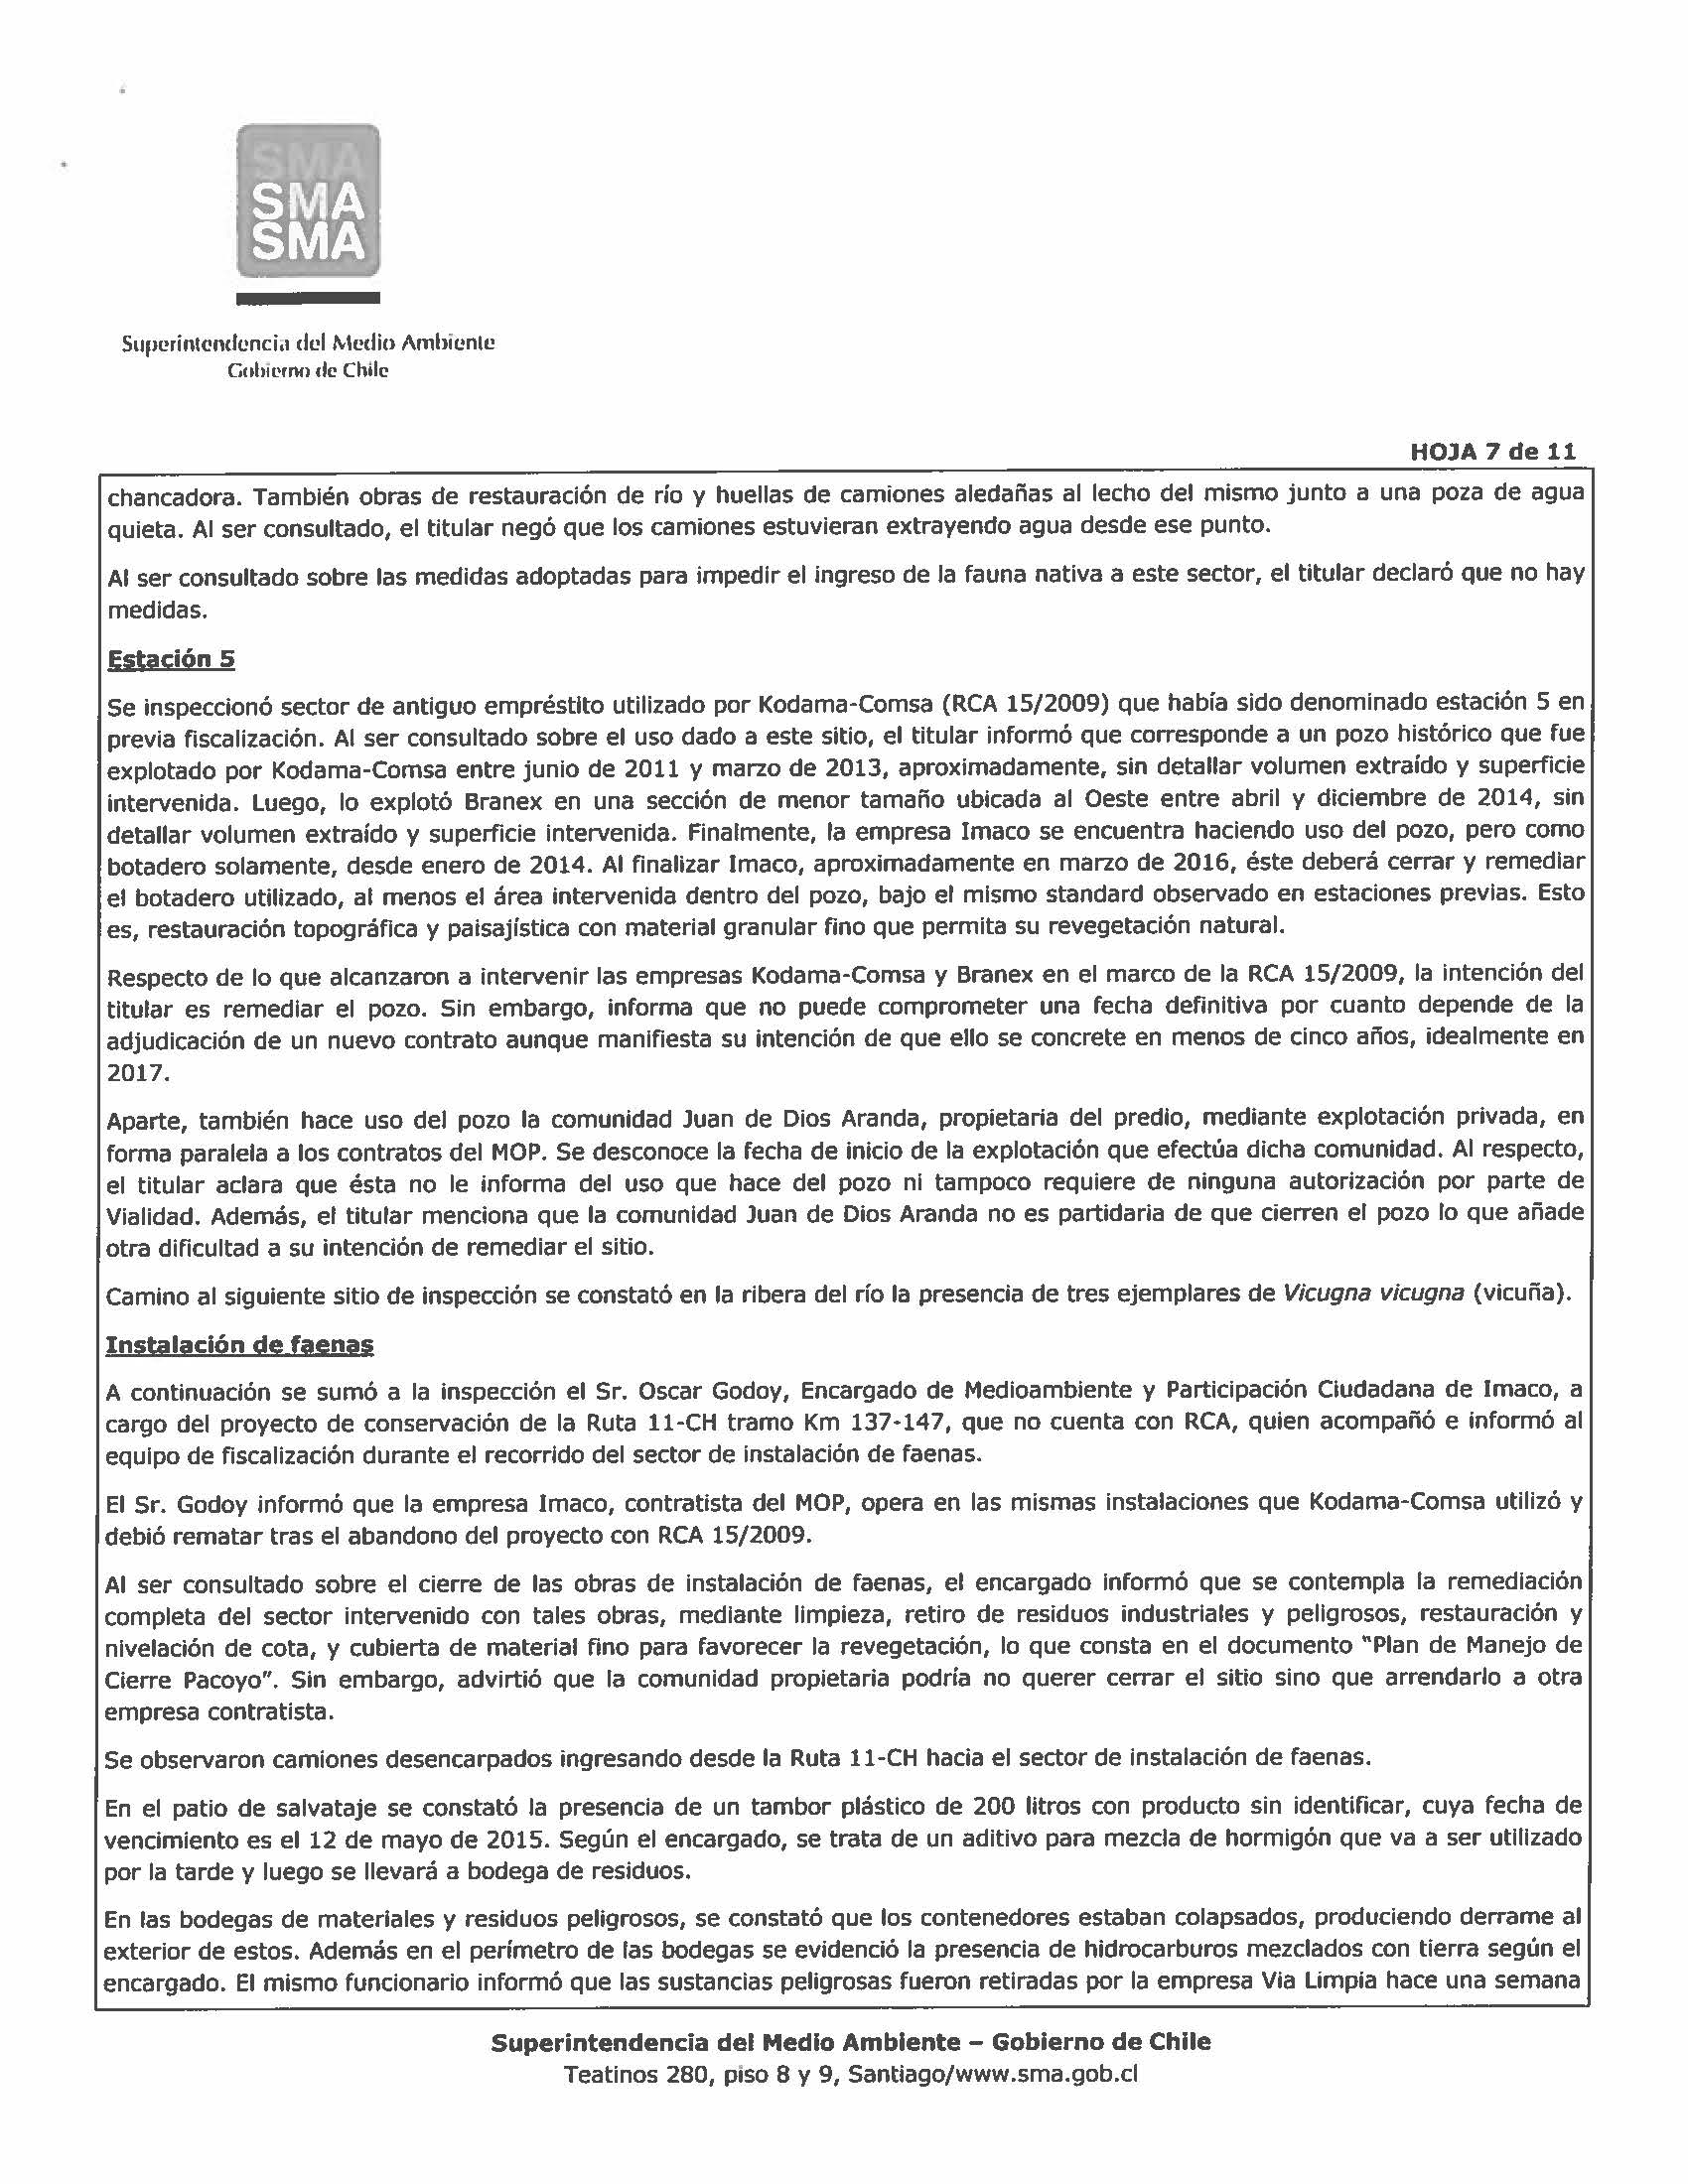 SMA
SMA
SMA
Superintendencia del Medio Ambiente
Gobierno de Chile
HOJA 7 de 11
chancadora. También obras de restauración de río y huellas de camiones aledañas al lecho del mismo junto a una poza de agua
quieta. Al ser consultado, el titular negó que los camiones estuvieran extrayendo agua desde ese punto.
Al ser consultado sobre las medidas adoptadas para impedir el ingreso de la fauna nativa a este sector, el titular declaró que no hay
medidas.
Estación 5
Se inspeccionó sector de antiguo empréstito utilizado por Kodama-Comsa (RCA 15/2009) que había sido denominado estación 5 en
previa fiscalización. Al ser consultado sobre el uso dado a este sitio, el titular informó que corresponde a un pozo histórico que fue
explotado por Kodama-Comsa entre junio de 2011 y marzo de 2013, aproximadamente, sin detallar volumen extraído y superficie
intervenida. Luego, lo explotó Branex en una sección de menor tamaño ubicada al Oeste entre abril y diciembre de 2014, sin
detallar volumen extraído y superficie intervenida. Finalmente, la empresa Imaco se encuentra haciendo uso del pozo, pero como
botadero solamente, desde enero de 2014. Al finalizar Imaco, aproximadamente en marzo de 2016, éste deberá cerrar y remediar
el botadero utilizado, al menos el área intervenida dentro del pozo, bajo el mismo standard observado en estaciones previas. Esto
es, restauración topográfica y paisajística con material granular fino que permita su revegetación natural.
Respecto de lo que alcanzaron a intervenir las empresas Kodama-Comsa y Branex en el marco de la RCA 15/2009, la intención del
titular es remediar el pozo. Sin embargo, informa que no puede comprometer una fecha definitiva por cuanto depende de la
adjudicación de un nuevo contrato aunque manifiesta su intención de que ello se concrete en menos de cinco años, idealmente en
2017.
Aparte, también hace uso del pozo la comunidad Juan de Dios Aranda, propietaria del predio, mediante explotación privada, en
forma paralela a los contratos del MOP. Se desconoce la fecha de inicio de la explotación que efectúa dicha comunidad. Al respecto,
el titular aclara que ésta no le informa del uso que hace del pozo ni tampoco requiere de ninguna autorización por parte de
Vialidad. Además, el titular menciona que la comunidad Juan de Dios Aranda no es partidaria de que cierren el pozo lo que añade
otra dificultad a su intención de remediar el sitio.
Camino al siguiente sitio de inspección se constató en la ribera del río la presencia de tres ejemplares de Vicugna vicugna (vicuña).
Instalación de faenas
A continuación se sumó a la inspección el Sr. Oscar Godoy, Encargado de Medioambiente y Participación Ciudadana de Imaco, a
cargo del proyecto de conservación de la Ruta 11-CH tramo Km 137-147, que no cuenta con RCA, quien acompañó e informó al
equipo de fiscalización durante el recorrido del sector de instalación de faenas.
El Sr. Godoy informó que la empresa Imaco, contratista del MOP, opera en las mismas instalaciones que Kodama-Comsa utilizó y
debió rematar tras el abandono del proyecto con RCA 15/2009.
Al ser consultado sobre el cierre de las obras de instalación de faenas, el encargado informó que se contempla la remediación
completa del sector intervenido con tales obras, mediante limpieza, retiro de residuos industriales y peligrosos, restauración y
nivelación de cota, y cubierta de material fino para favorecer la revegetación, lo que consta en el documento "Plan de Manejo de
Cierre Pacoyo". Sin embargo, advirtió que la comunidad propietaria podría no querer cerrar el sitio sino que arrendarlo a otra
empresa contratista.
Se observaron camiones desencarpados ingresando desde la Ruta 11-CH hacia el sector de instalación de faenas.
En el patio de salvataje se constató la presencia de un tambor plástico de 200 litros con producto sin identificar, cuya fecha de
vencimiento es el 12 de mayo de 2015. Según el encargado, se trata de un aditivo para mezcla de hormigón que va a ser utilizado
por la tarde y luego se llevará a bodega de residuos.
En las bodegas de materiales y residuos peligrosos, se constató que los contenedores estaban colapsados, produciendo derrame al
exterior de estos. Además en el perímetro de las bodegas se evidenció la presencia de hidrocarburos mezclados con tierra según el
encargado. El mismo funcionario informó que las sustancias peligrosas fueron retiradas por la empresa Via Limpia hace una semana
Superintendencia del Medio Ambiente – Gobierno de Chile
Teatinos 280, piso 8 y 9, Santiago/www.sma.gob.cl